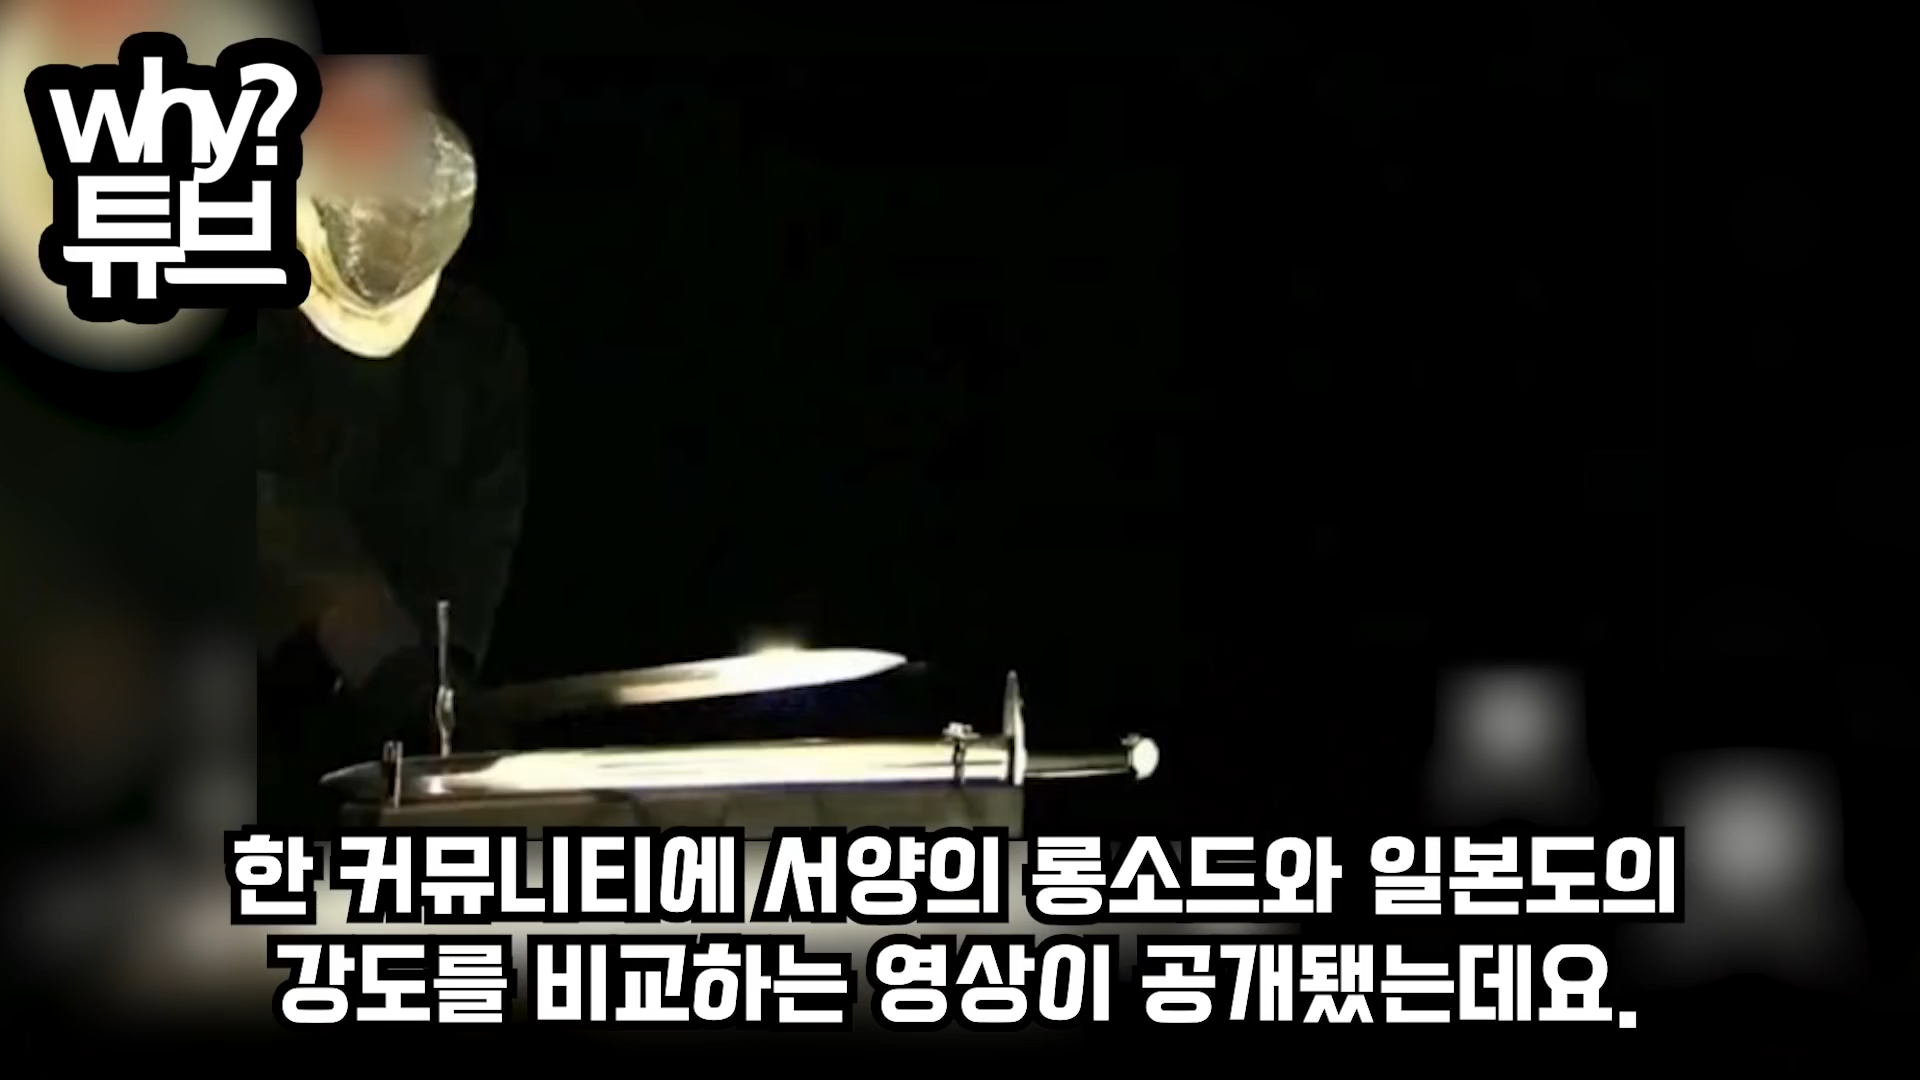 why?
튜브
한 커뮤니티에 서양의 롱소드와 일본도의
강도를 비교하는 영상이 공개됐는데요.